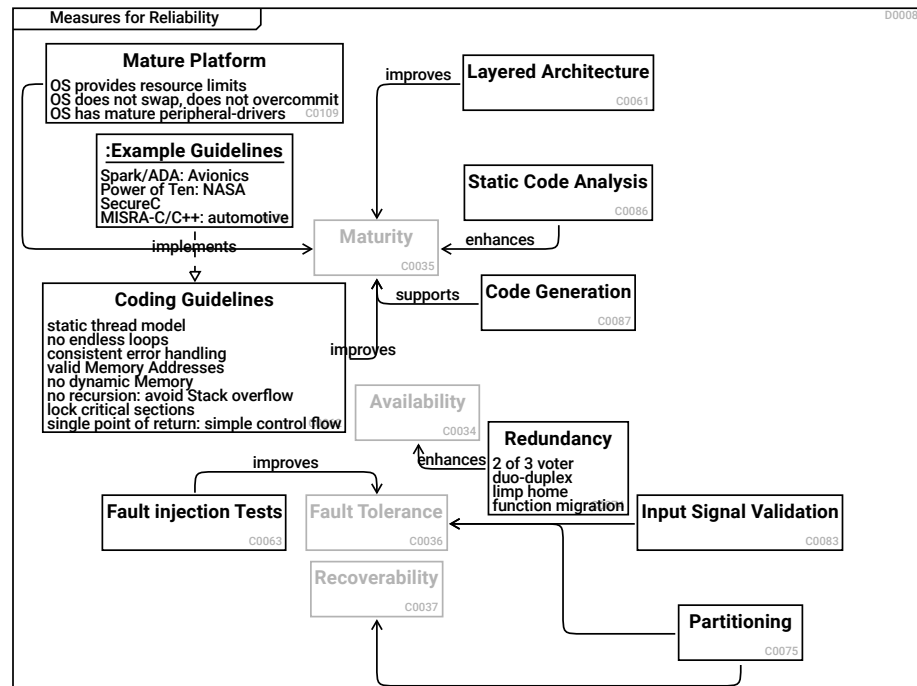 Measures for Reliability
D0008
Mature Platform
OS provides resource limits
OS does not swap, does not overcommit
OS has mature peripheral-drivers
C0109
improves
Layered Architecture
C0061
:Example Guidelines
Spark/ADA: Avionics
Power of Ten: NASA
SecureC
MISRA-C/C++: automotive
Static Code Analysis
C0086
implements
Maturity
C0035
enhances
Coding Guidelines
static thread model
no endless loops
consistent error handling
valid Memory Addresses
no dynamic Memory
no recursion: avoid Stack overflow
lock critical sections
single point of return: simple control flow
supports
Code Generation
C0087
improves
Availability
C0034
enhances
Redundancy
2 of 3 voter
duo-duplex
limp home
function migration
improves
Fault injection Tests
C0063
Fault Tolerance
C0036
Input Signal Validation
C0083
Recoverability
C0037
Partitioning
C0075